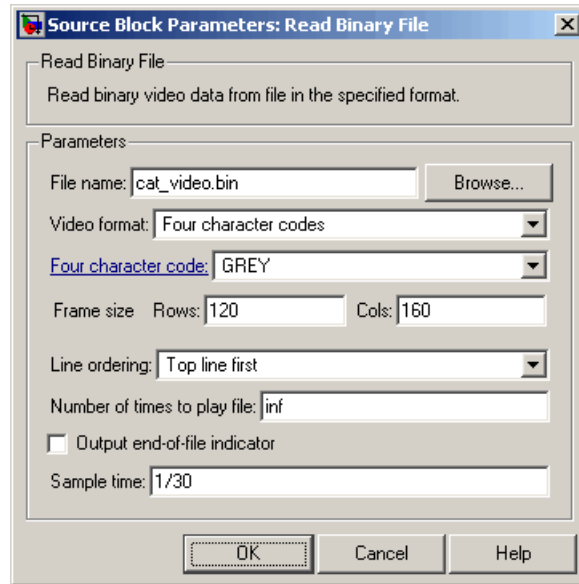 Source Block Parameters: Read Binary File
Read Binary File
Read binary video data from file in the specified format.
Parameters
File name: cat_video.bin Browse...
Video format: Four character codes
Four character code: GREY
Frame size Rows: 120 Cols: 160
Line ordering: Top line first
Number of times to play file: inf
Output end-of-file indicator
Sample time: 1/30
OK Cancel Help